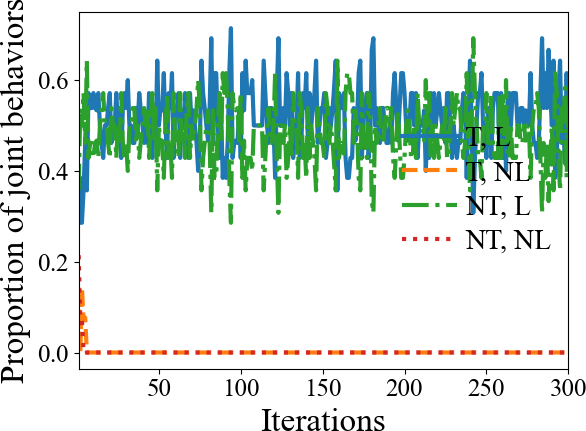 Proportion of joint behaviors
0.6
0.4
0.2
0.0
T, L
T, NL
NT, L
NT, NL
50
100
150
200
250
300
Iterations